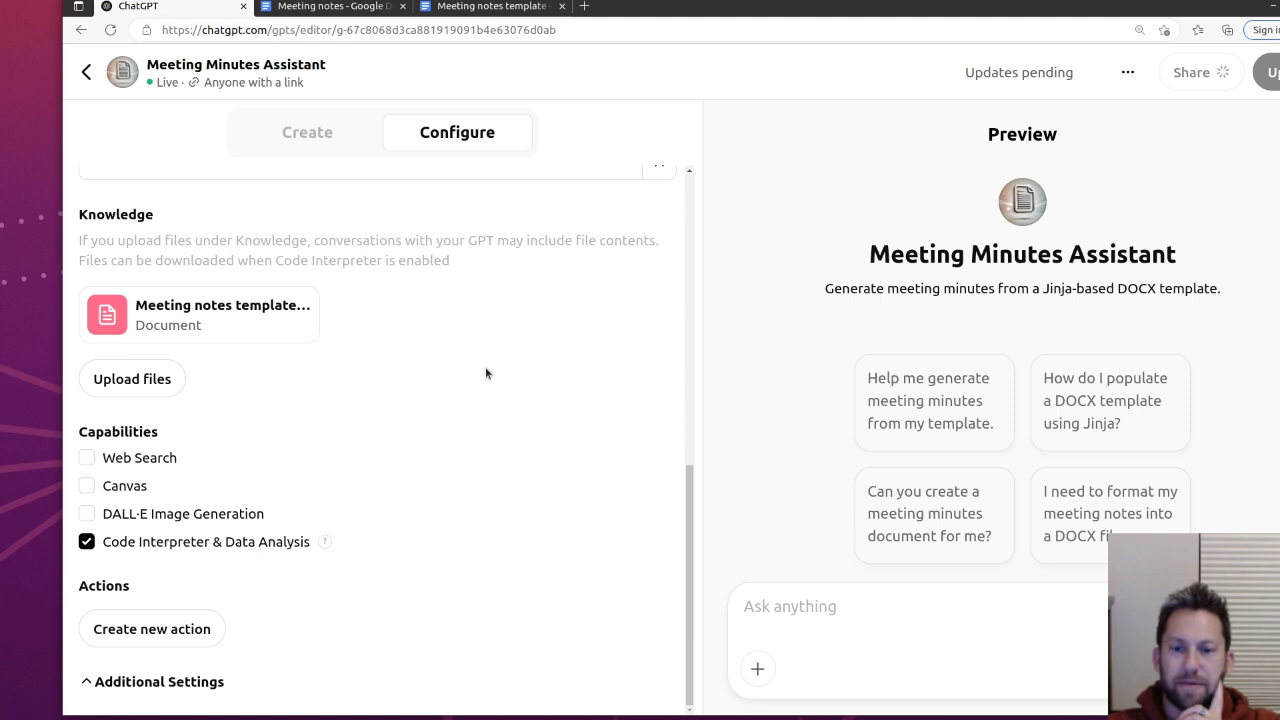 ChatGPT
Meeting notes - Google D
Meeting notes template -
https://chatgpt.com/gpts/editor/g-67c8068d3ca881919091b4e63076d0ab
Sign in
Meeting Minutes Assistant
Live · Anyone with a link
Updates pending
Share
Up
Create
Configure
Knowledge
If you upload files under Knowledge, conversations with your GPT may include file contents.
Files can be downloaded when Code Interpreter is enabled
Meeting notes template...
Document
Upload files
Capabilities
Web Search
Canvas
DALL·E Image Generation
Code Interpreter & Data Analysis ?
Actions
Create new action
Additional Settings
Preview
Meeting Minutes Assistant
Generate meeting minutes from a Jinja-based DOCX template.
Help me generate
meeting minutes
from my template.
How do I populate
a DOCX template
using Jinja?
Can you create a
meeting minutes
document for me?
I need to format my
meeting notes into
a DOCX fi
Ask anything